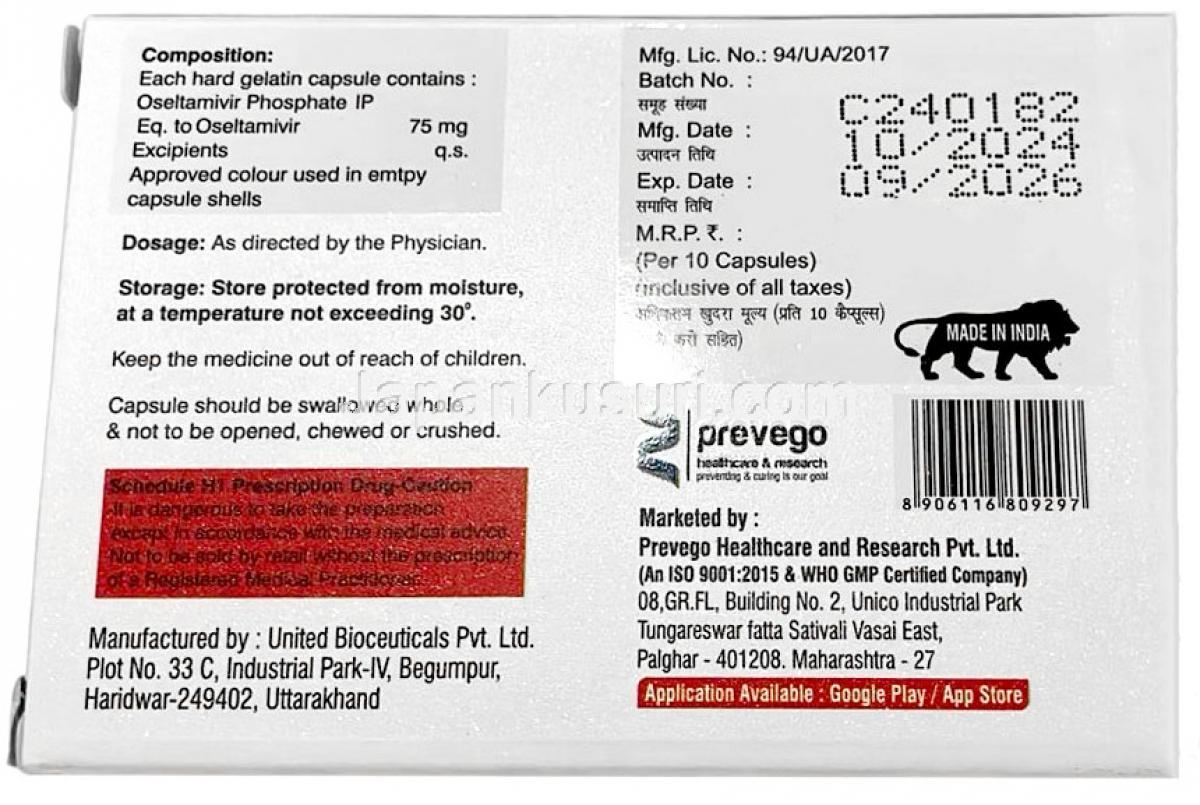 Composition:
Each hard gelatin capsule contains :
Oseltamivir Phosphate IP
Eq. to Oseltamivir 75 mg
Excipients q.s.
Approved colour used in emtpy
capsule shells
Dosage: As directed by the Physician.
Storage: Store protected from moisture,
at a temperature not exceeding 30°.
Keep the medicine out of reach of children.
Capsule should be swallowed whole
& not to be opened, chewed or crushed.
Schedule H1 Prescription Drug-Caution
-It is dangerous to take the preparation
except in accordance with the medical advice.
-Not to be sold by retail without the prescription
of a Registered Medical Practitioner.
Manufactured by : United Bioceuticals Pvt. Ltd.
Plot No. 33 C, Industrial Park-IV, Begumpur,
Haridwar-249402, Uttarakhand
Mfg. Lic. No.: 94/UA/2017
Batch No. : C240182
समूह संख्या
Mfg. Date : 10/2024
उत्पादन तिथि
Exp. Date : 09/2026
समाप्ति तिथि
M.R.P. ₹. :
(Per 10 Capsules)
(inclusive of all taxes)
खुदरा मूल्य (प्रति 10 कैप्सूल्स)
करो सहित)
MADE IN INDIA
japankusuri.com
prevego
healthcare & research
preventing & curing is our goal
8 906116 809297
Marketed by :
Prevego Healthcare and Research Pvt. Ltd.
(An ISO 9001:2015 & WHO GMP Certified Company)
08,GR.FL, Building No. 2, Unico Industrial Park
Tungareswar fatta Sativali Vasai East,
Palghar - 401208. Maharashtra - 27
Application Available : Google Play / App Store